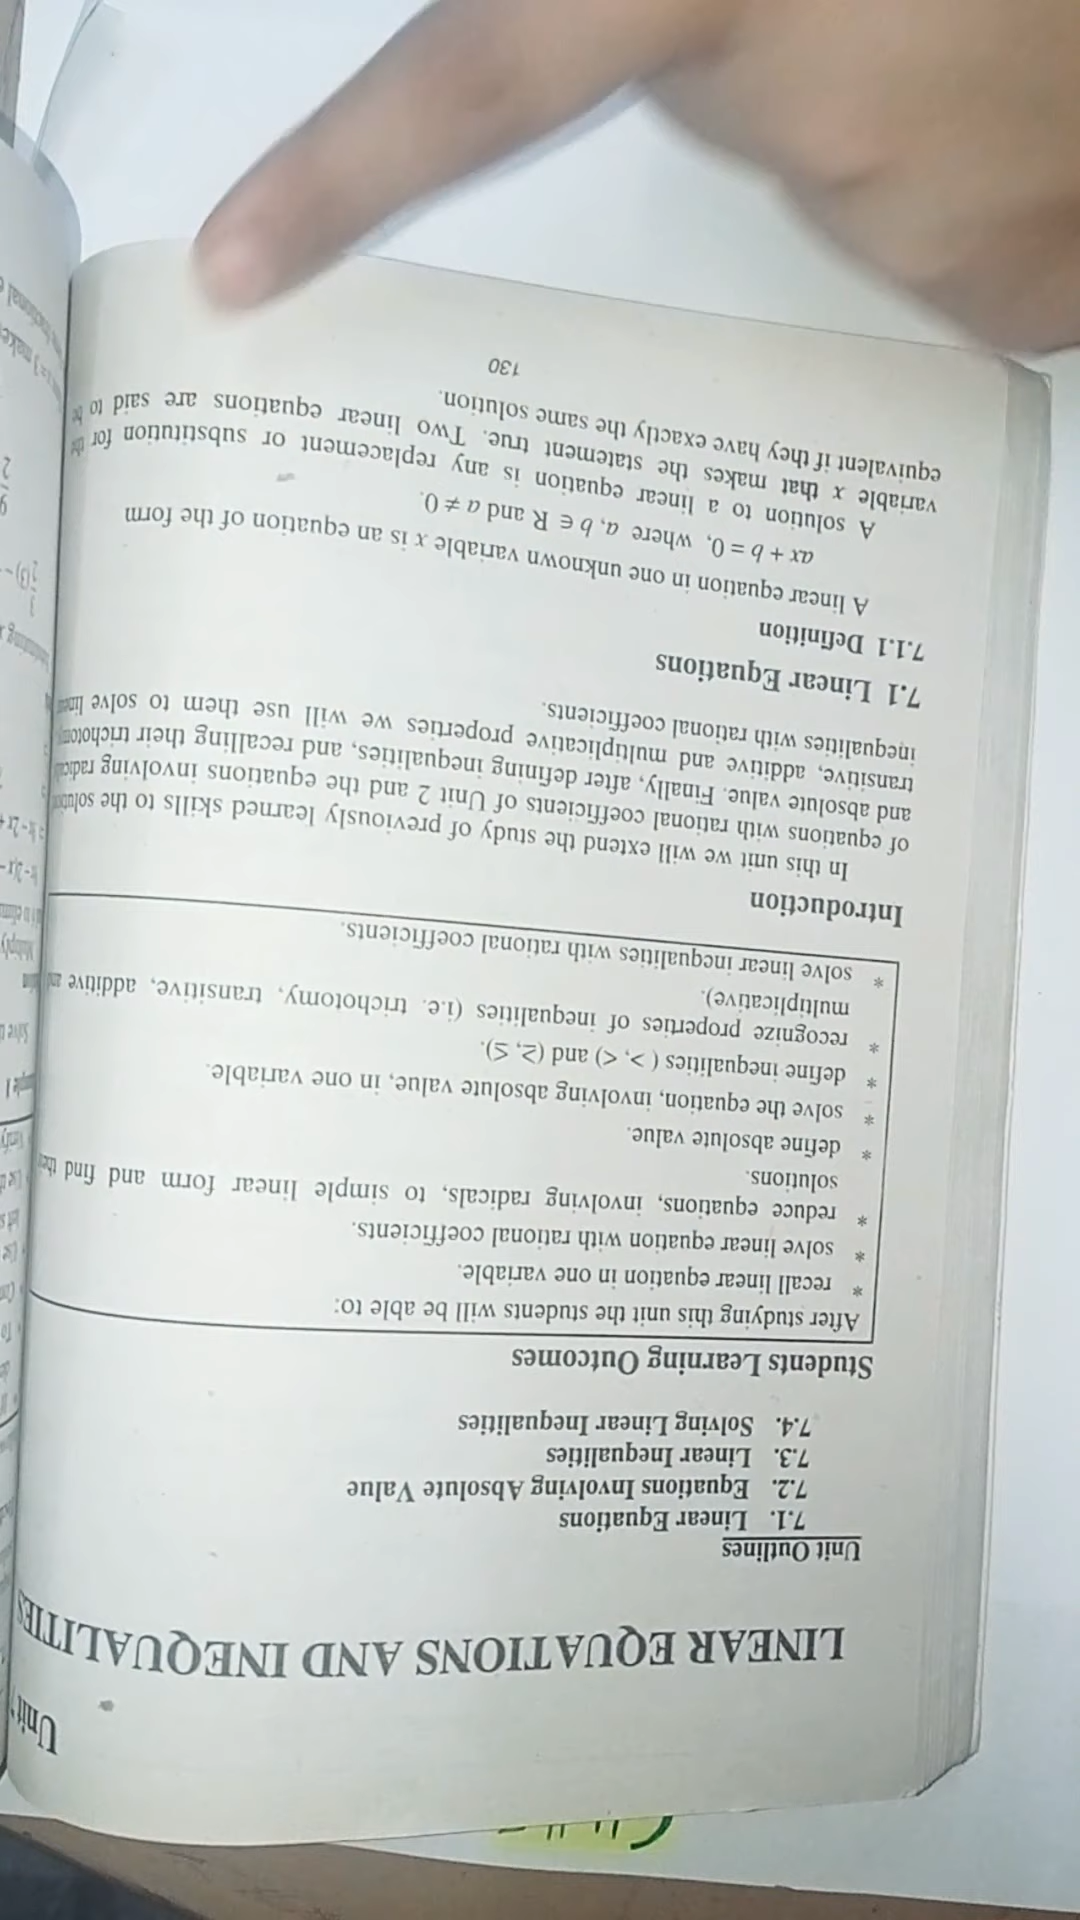 Unit
LINEAR EQUATIONS AND INEQUALITIES
Unit Outlines
7.1. Linear Equations
7.2. Equations Involving Absolute Value
7.3. Linear Inequalities
7.4. Solving Linear Inequalities
Students Learning Outcomes
After studying this unit the students will be able to:
* recall linear equation in one variable.
* solve linear equation with rational coefficients.
* reduce equations, involving radicals, to simple linear form and find their
solutions.
* define absolute value.
* solve the equation, involving absolute value, in one variable.
* define inequalities ( >, <) and (≥, ≤).
* recognize properties of inequalities (i.e. trichotomy, transitive, additive and
multiplicative).
* solve linear inequalities with rational coefficients.
Introduction
In this unit we will extend the study of previously learned skills to the solution
of equations with rational coefficients of Unit 2 and the equations involving radicals
and absolute value. Finally, after defining inequalities, and recalling their trichotomy,
transitive, additive and multiplicative properties we will use them to solve linear
inequalities with rational coefficients.
7.1 Linear Equations
7.1.1 Definition
A linear equation in one unknown variable x is an equation of the form
ax + b = 0, where a, b ∈ R and a ≠ 0.
A solution to a linear equation is any replacement or substitution for the
variable x that makes the statement true. Two linear equations are said to be
equivalent if they have exactly the same solution.
130